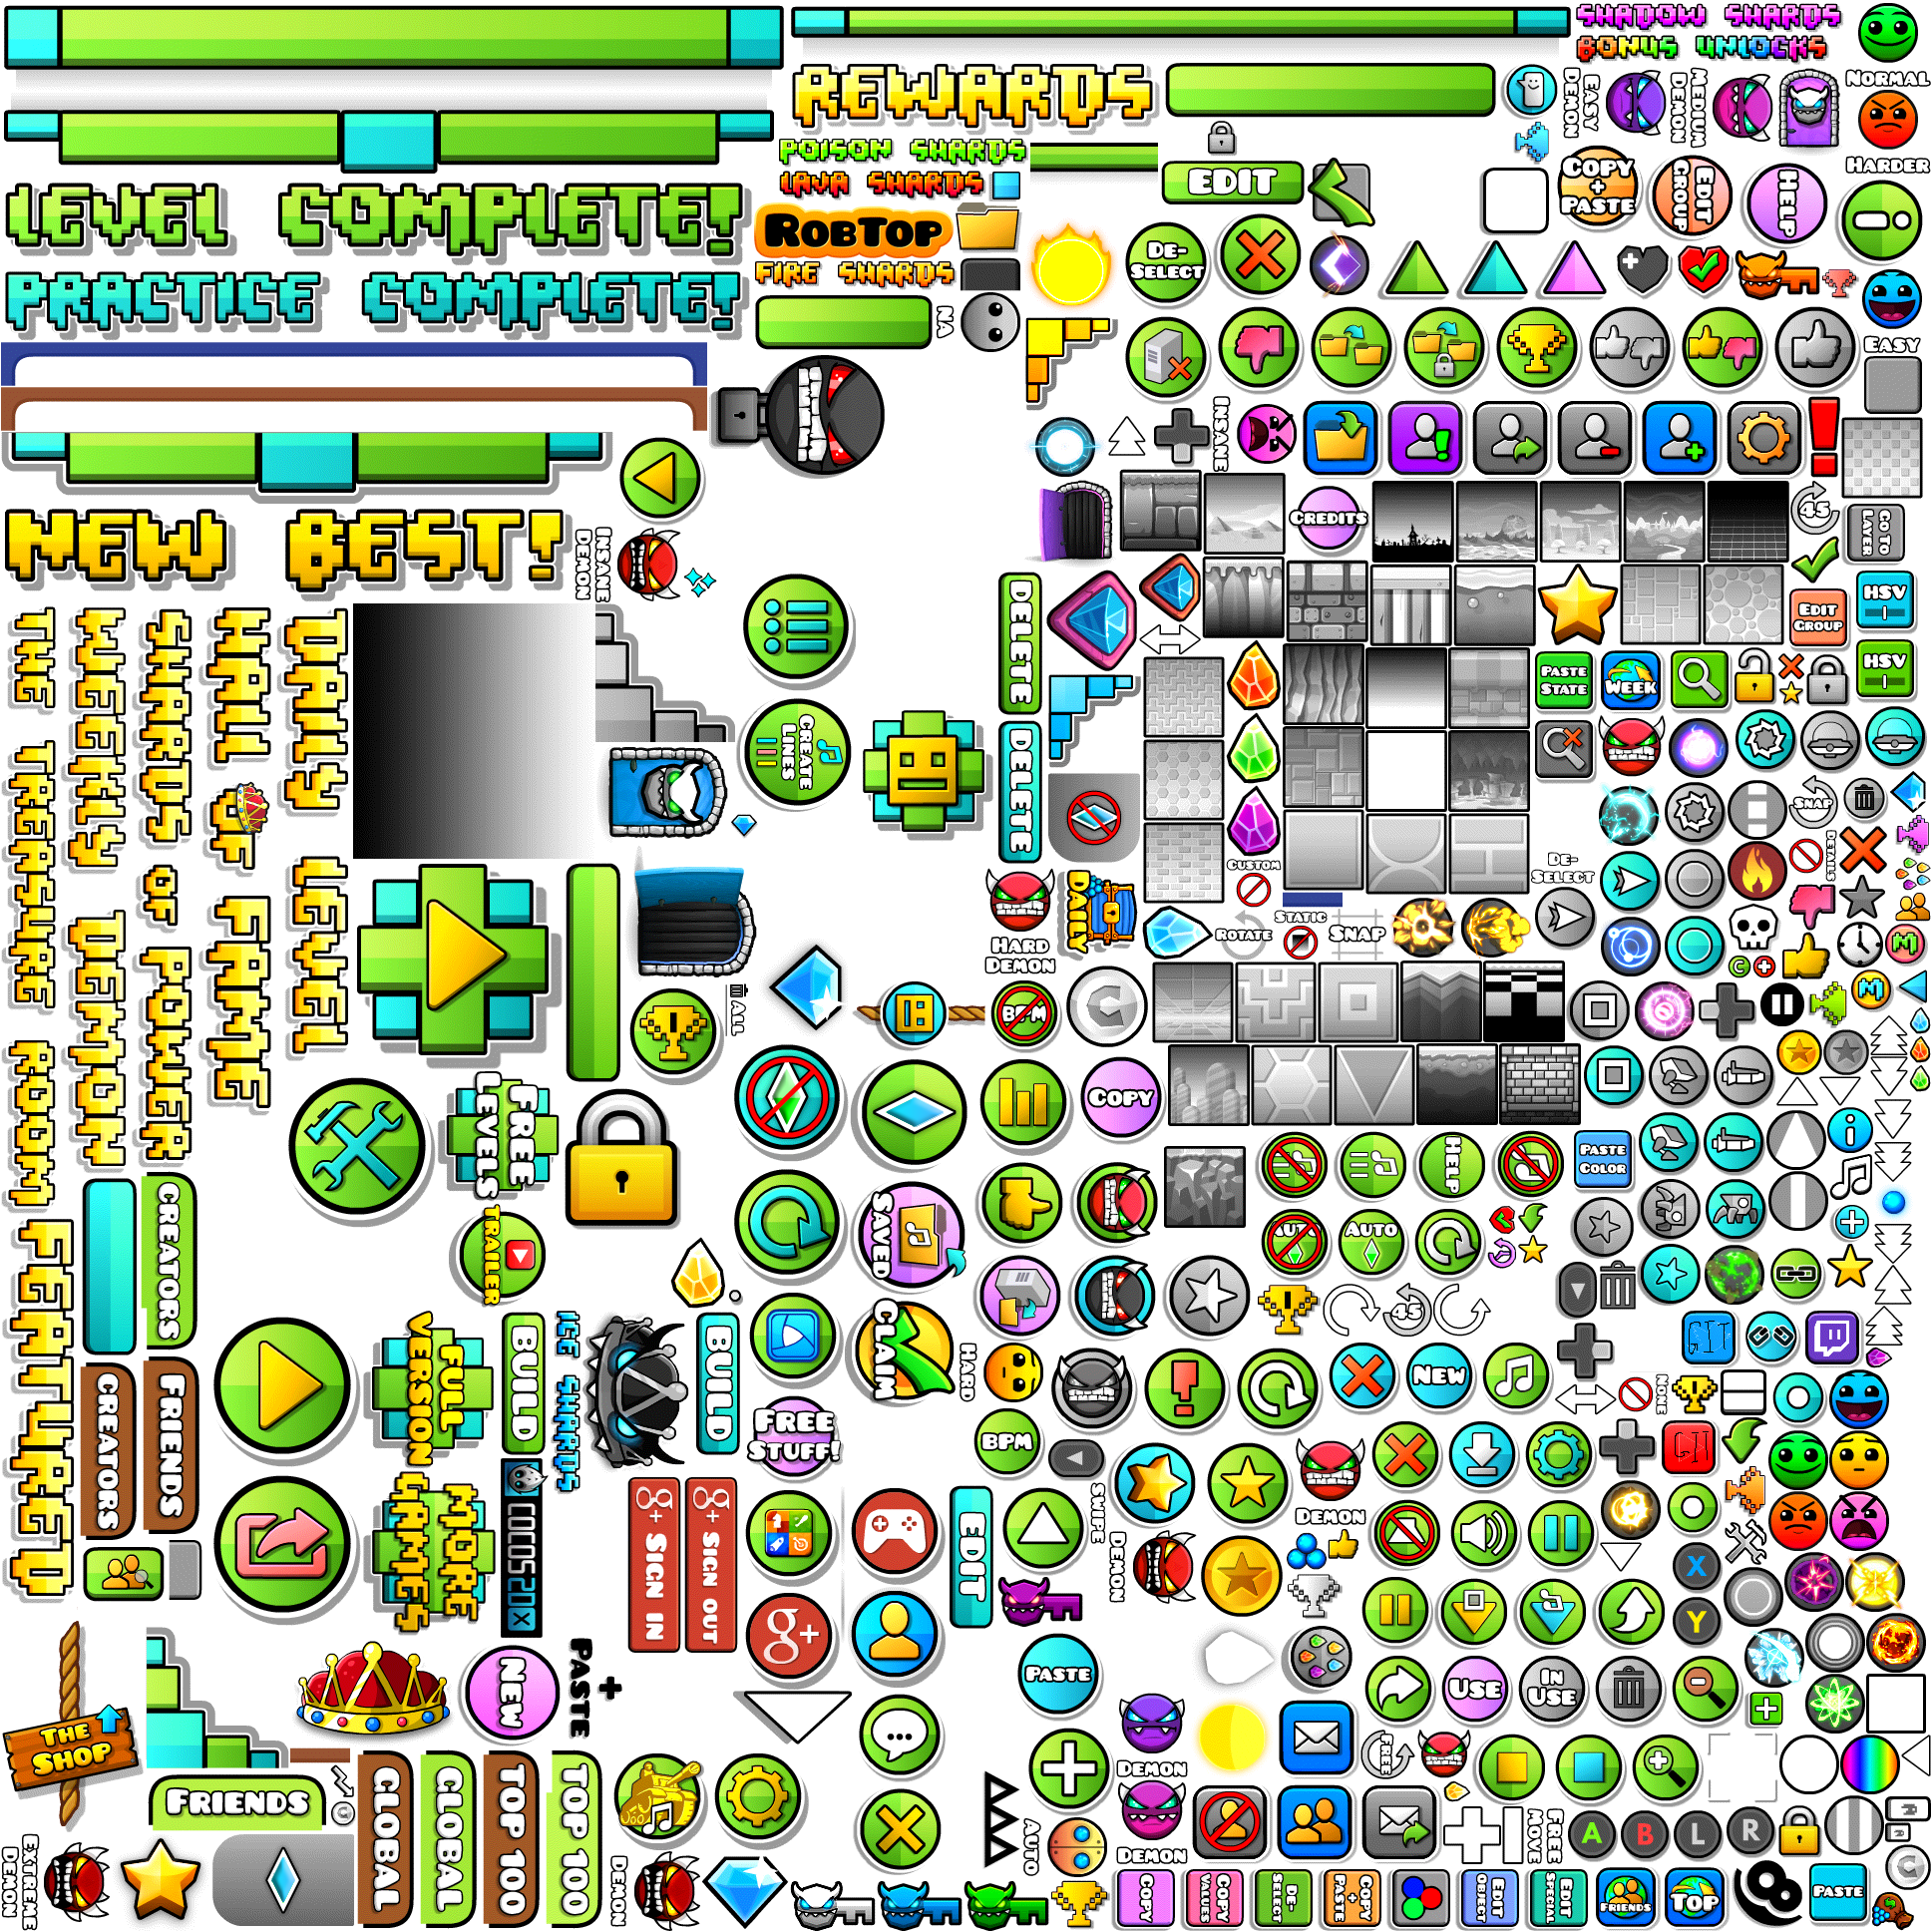 SHADOW SHARDS
BONUS UNLOCKS
REWARDS
EASY
DEMON
MEDIUM
DEMON
NORMAL
POISON SHARDS
LAVA SHARDS
EDIT
COPY
+
PASTE
EDIT
GROUP
HELP
HARDER
LEVEL COMPLETE!
ROBTOP
DE-
SELECT
FIRE SHARDS
PRACTICE COMPLETE!
NA
EASY
INSANE
NEW BEST!
INSANE
DEMON
CREDITS
45
GO TO
LAYER
THE TREASURE ROOM
WEEKLY DEMON
SHARDS OF POWER
HALL OF FAME
DAILY LEVEL
DELETE
DELETE
HSV
EDIT
GROUP
PASTE
STATE
WEEK
HSV
CREATE
LINES
SNAP
DETAILS
CUSTOM
DE-
SELECT
DAILY
HARD
DEMON
ROTATE
STATIC
SNAP
ALL
BPM
COPY
FREE
LEVELS
HELP
PASTE
COLOR
CREATORS
SAVED
AUTO
AUTO
TRAILER
FEATURED
45
CLAIM
HARD
FULL
VERSION
BUILD
ICE SHARDS
BUILD
NEW
NONE
CREATORS
FRIENDS
FREE
STUFF!
BPM
SWIFE
MORE
GAMES
COCOS2DX
g+ SIGN IN
g+ SIGN OUT
EDIT
DEMON
DEMON
X
Y
g+
NEW
PASTE
+
PASTE
USE
IN
USE
THE
SHOP
DEMON
FREE
FRIENDS
GLOBAL
GLOBAL
TOP 100
TOP 100
AUTO
DEMON
FREE
MOVE
A
B
L
R
EXTREME
DEMON
DEMON
COPY
COPY
VALUES
DE-
SELECT
COPY
+
PASTE
EDIT
OBJECT
EDIT
SPECIAL
FRIENDS
TOP
PASTE